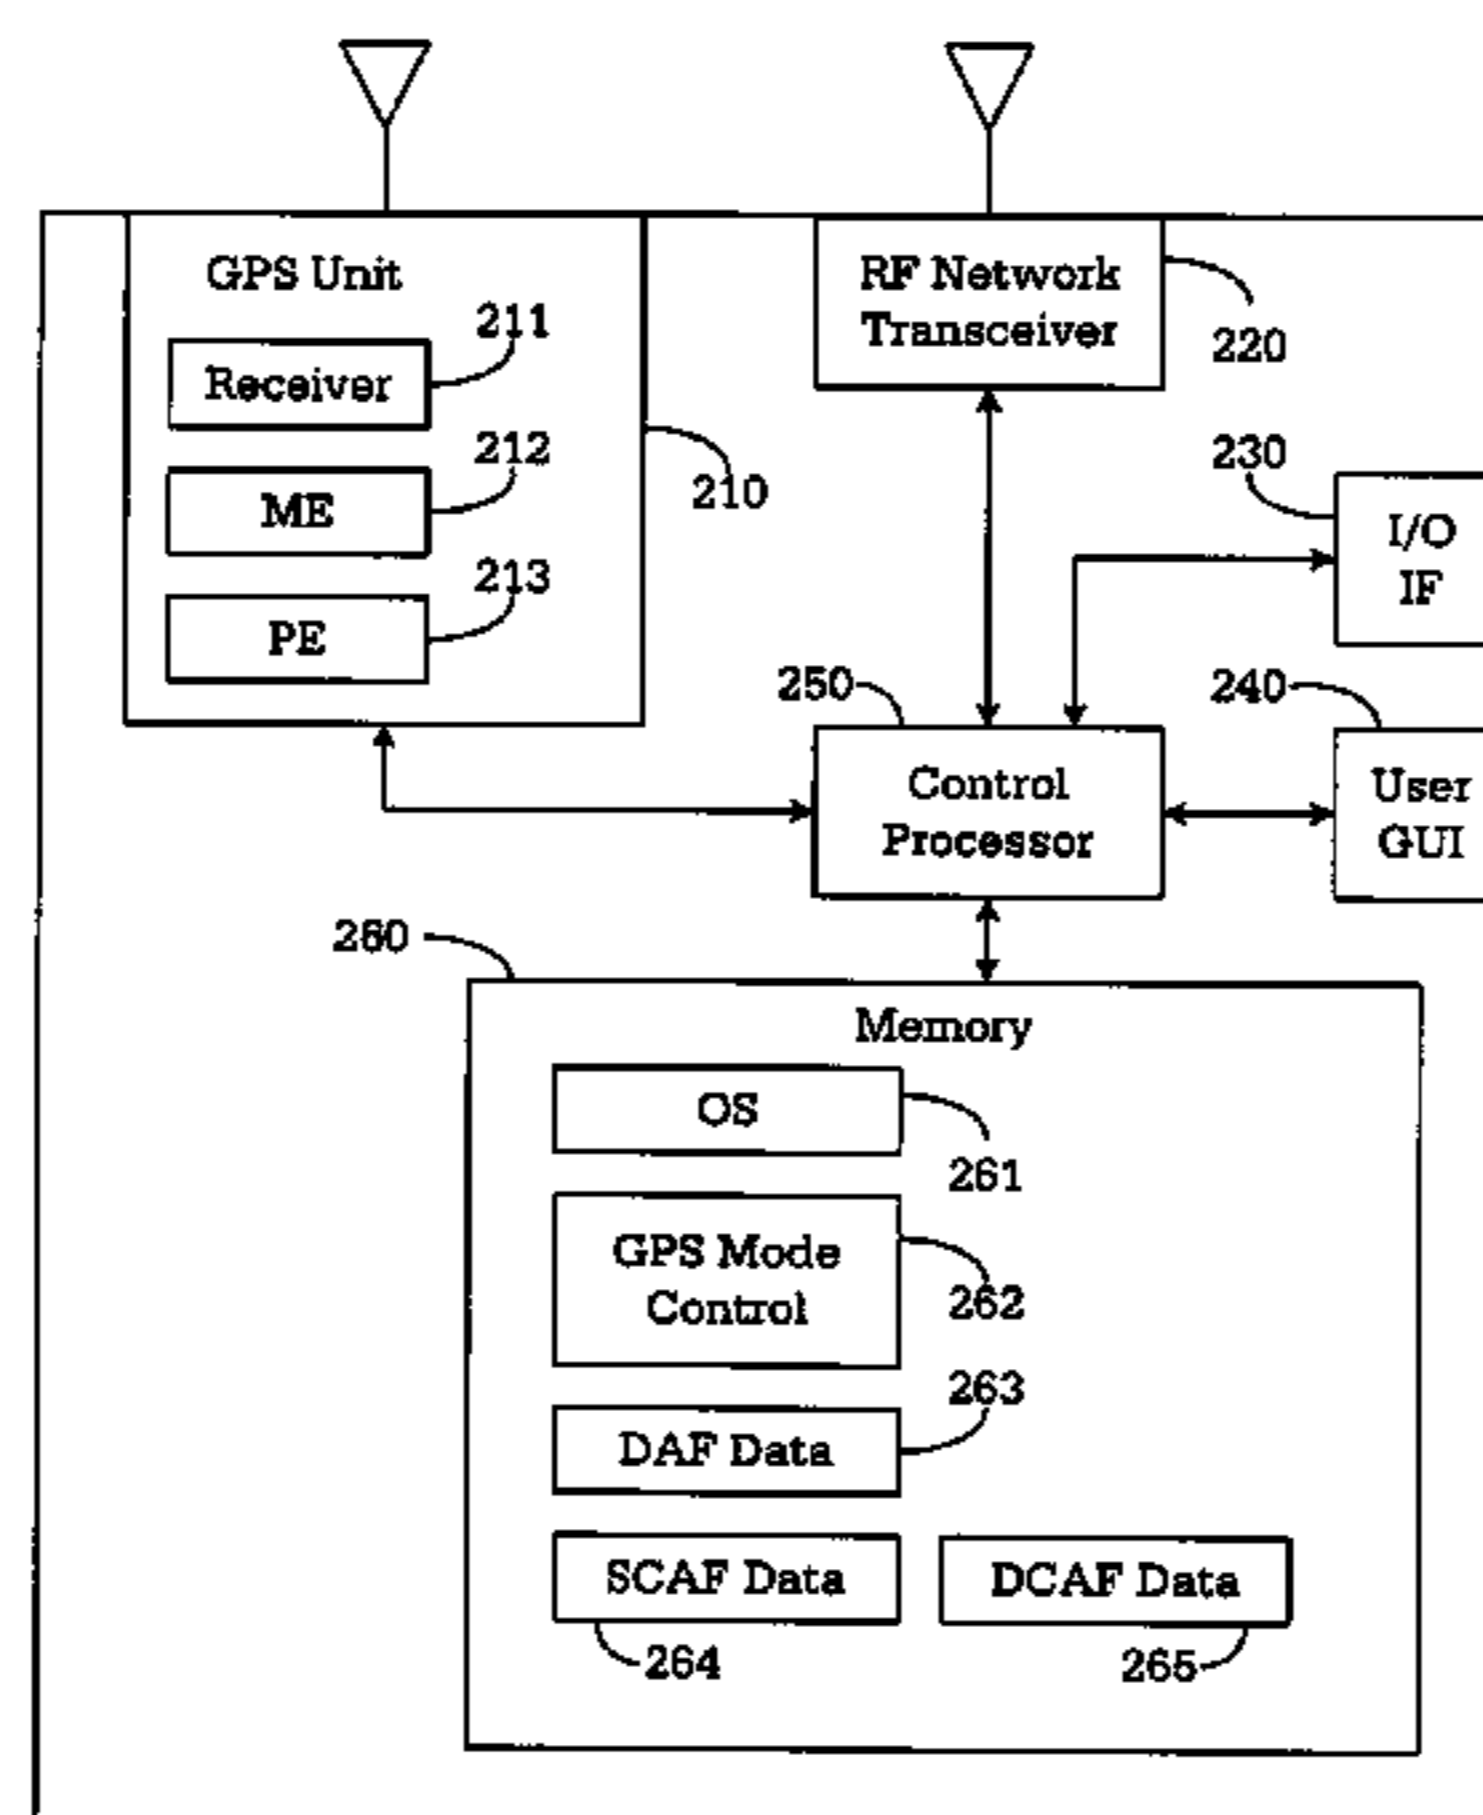 GPS Unit
211
Receiver
212
ME
210
213
PE
RF Network
Transceiver
220
230
I/O
IF
250
240
Control
Processor
User
GUI
260
Memory
OS
261
GPS Mode
Control
262
263
DAF Data
SCAF Data
DCAF Data
264
265